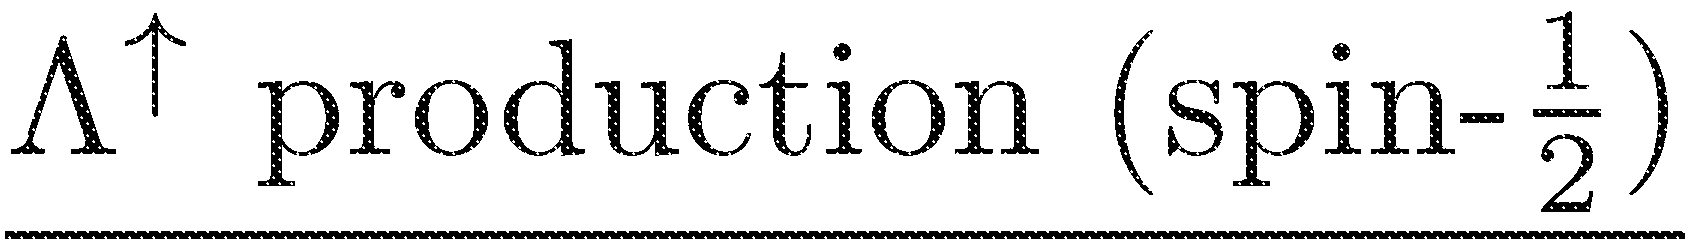 Λ↑ production (spin-1/2)